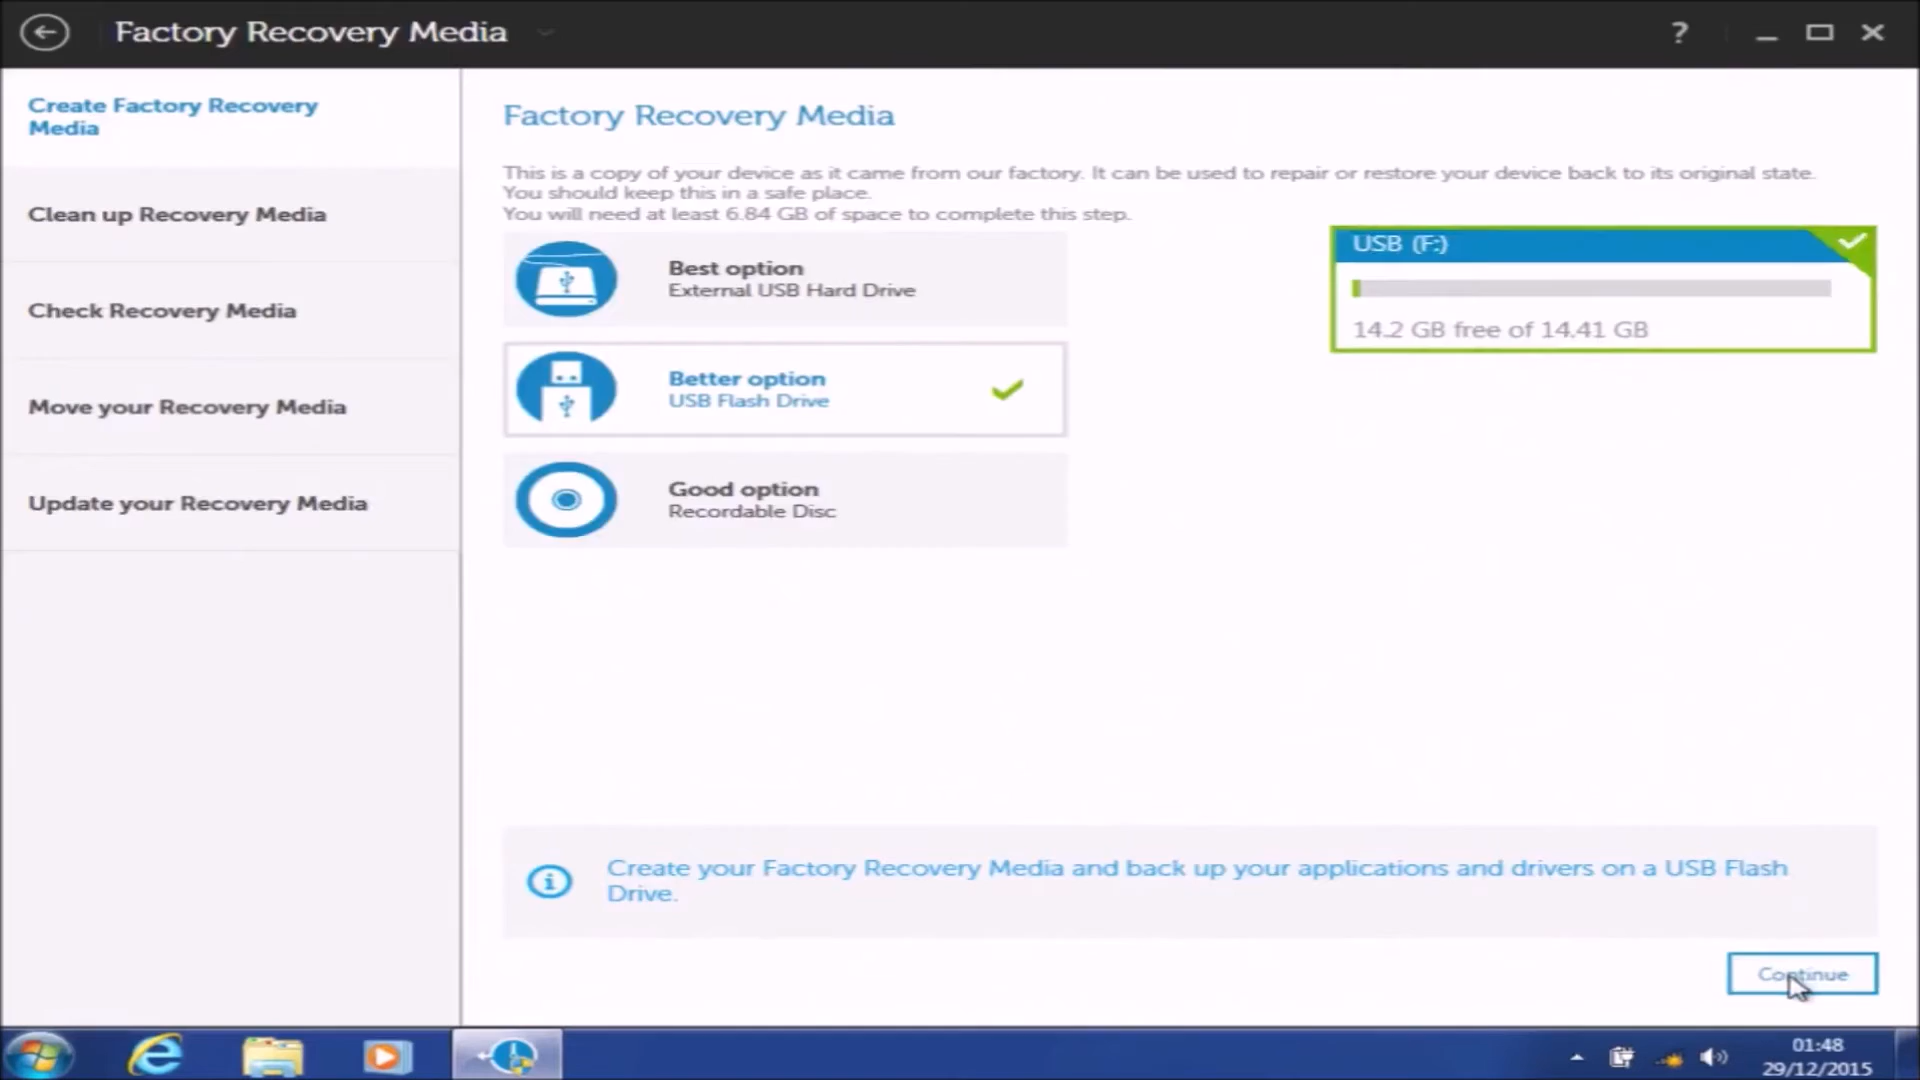 Factory Recovery Media
?
Create Factory Recovery
Media
Clean up Recovery Media
Check Recovery Media
Move your Recovery Media
Update your Recovery Media
Factory Recovery Media
This is a copy of your device as it came from our factory. It can be used to repair or restore your device back to its original state.
You should keep this in a safe place.
You will need at least 6.84 GB of space to complete this step.
Best option
External USB Hard Drive
Better option
USB Flash Drive
Good option
Recordable Disc
USB (F:)
14.2 GB free of 14.41 GB
Create your Factory Recovery Media and back up your applications and drivers on a USB Flash
Drive.
Continue
01:48
29/12/2015